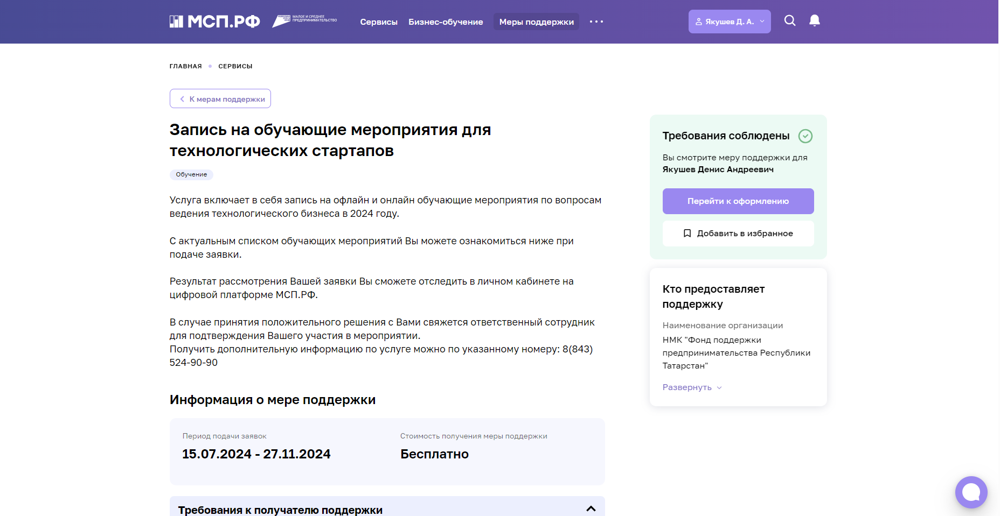 МСП.РФ
МАЛОЕ И СРЕДНЕЕ
ПРЕДПРИНИМАТЕЛЬСТВО
Сервисы
Бизнес-обучение
Меры поддержки
Якушев Д. А.
ГЛАВНАЯ
СЕРВИСЫ
К мерам поддержки
Запись на обучающие мероприятия для
технологических стартапов
Обучение
Услуга включает в себя запись на офлайн и онлайн обучающие мероприятия по вопросам
ведения технологического бизнеса в 2024 году.
С актуальным списком обучающих мероприятий Вы можете ознакомиться ниже при
подаче заявки.
Результат рассмотрения Вашей заявки Вы сможете отследить в личном кабинете на
цифровой платформе МСП.РФ.
В случае принятия положительного решения с Вами свяжется ответственный сотрудник
для подтверждения Вашего участия в мероприятии.
Получить дополнительную информацию по услуге можно по указанному номеру: 8(843)
524-90-90
Информация о мере поддержки
Период подачи заявок
15.07.2024 - 27.11.2024
Стоимость получения меры поддержки
Бесплатно
Требования к получателю поддержки
Требования соблюдены
Вы смотрите меру поддержки для
Якушев Денис Андреевич
Перейти к оформлению
Добавить в избранное
Кто предоставляет
поддержку
Наименование организации
НМК "Фонд поддержки
предпринимательства Республики
Татарстан"
Развернуть